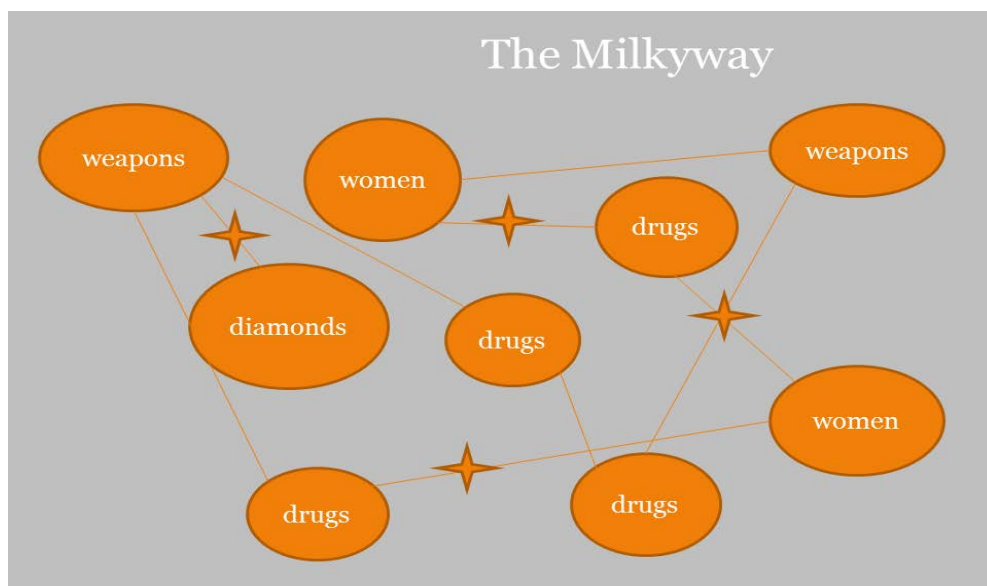 The Milkyway
weapons
women
weapons
drugs
diamonds
drugs
women
drugs
drugs